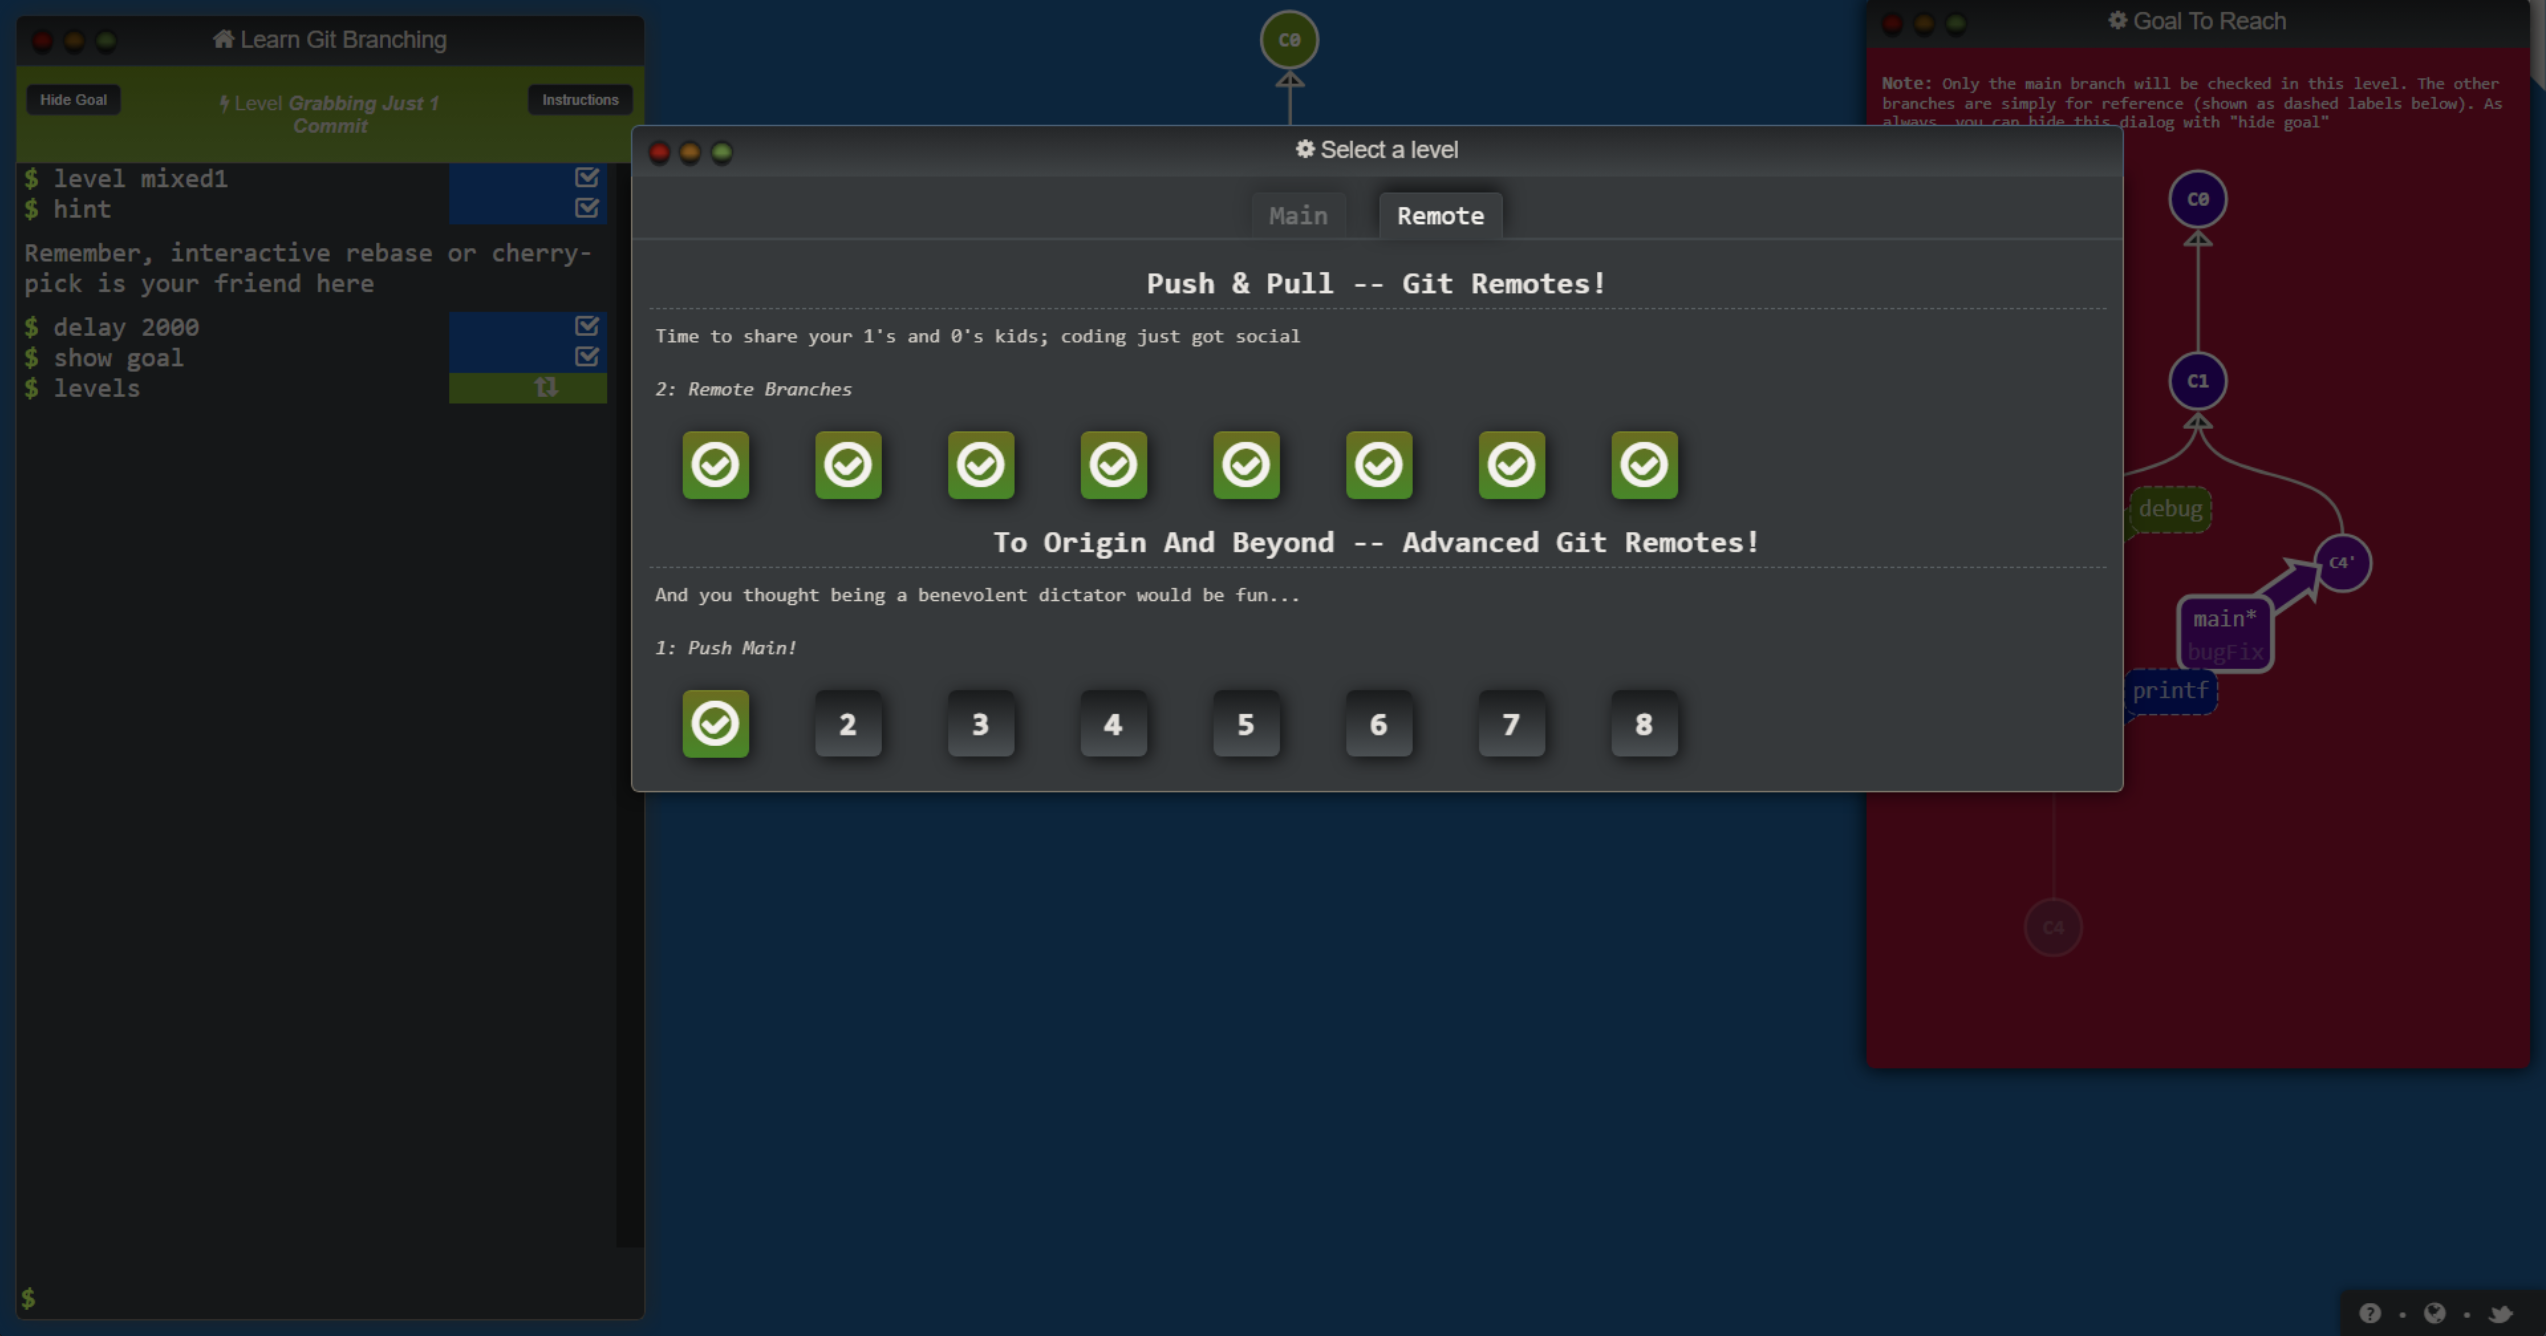 Learn Git Branching
Hide Goal
Level Grabbing Just 1
Commit
Instructions
$ level mixed1
$ hint
Remember, interactive rebase or cherry-
pick is your friend here
$ delay 2000
$ show goal
$ levels
$
C0
Select a level
Main
Remote
Push & Pull -- Git Remotes!
Time to share your 1's and 0's kids; coding just got social
2: Remote Branches
To Origin And Beyond -- Advanced Git Remotes!
And you thought being a benevolent dictator would be fun...
1: Push Main!
2
3
4
5
6
7
8
Goal To Reach
Note: Only the main branch will be checked in this level. The other
branches are simply for reference (shown as dashed labels below). As
always, you can hide this dialog with "hide goal"
C0
C1
debug
C4'
main*
bugFix
printf
C4
?